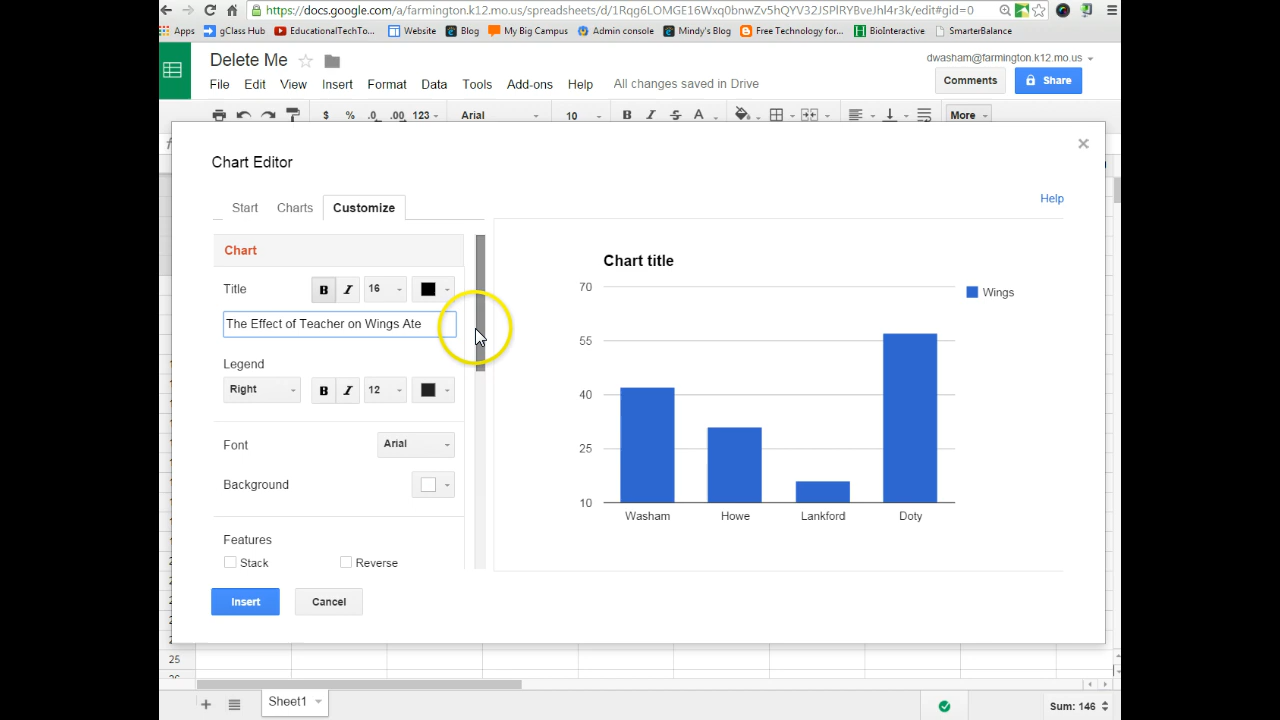 https://docs.google.com/a/farmington.k12.mo.us/spreadsheets/d/1Rqg6LOMGE16Wxq0bnwZv5hQYV32JSPlRYBveJhl4r3k/edit#gid=0
Apps gClass Hub EducationalTechTo... Website Blog My Big Campus Admin console Mindy's Blog Free Technology for... BioInteractive SmarterBalance
Delete Me
dwasham@farmington.k12.mo.us
File Edit View Insert Format Data Tools Add-ons Help All changes saved in Drive
Comments Share
$ % .0 .00 123 Arial 10 B I S A More
Chart Editor
Help
Start Charts Customize
Chart
Title B I 16
The Effect of Teacher on Wings Ate
Legend
Right B I 12
Font Arial
Background
Features
Stack Reverse
Insert Cancel
Chart title
70
55
40
25
10
Wings
Washam Howe Lankford Doty
25
Sheet1
Sum: 146